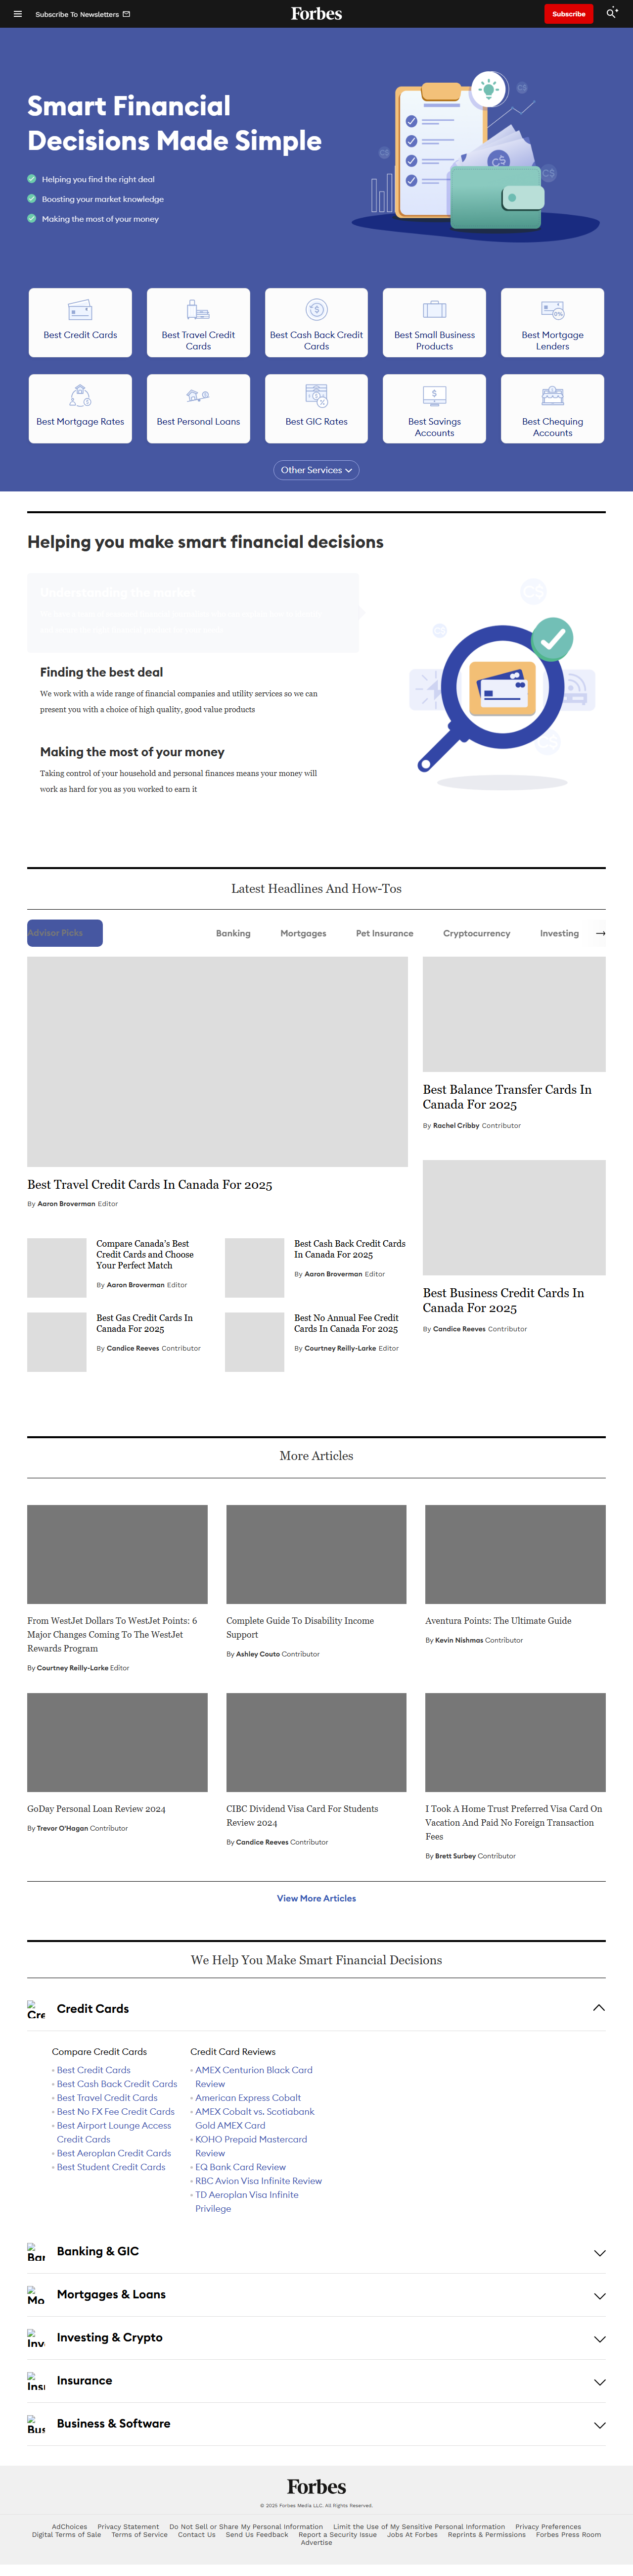 Subscribe To Newsletters
Forbes
Subscribe
Smart Financial
Decisions Made Simple
Helping you find the right deal
Boosting your market knowledge
Making the most of your money
C$
C$
C$
C$
Best Credit Cards
Best Travel Credit
Cards
Best Cash Back Credit
Cards
Best Small Business
Products
Best Mortgage
Lenders
Best Mortgage Rates
Best Personal Loans
Best GIC Rates
Best Savings
Accounts
Best Chequing
Accounts
Other Services
Helping you make smart financial decisions
Understanding the market
Finding the best deal
We work with a wide range of financial companies and utility services so we can
present you with a choice of high quality, good value products
Making the most of your money
Taking control of your household and personal finances means your money will
work as hard for you as you worked to earn it
C$
C$
C$
Latest Headlines And How-Tos
Advisor Picks
Banking
Mortgages
Pet Insurance
Cryptocurrency
Investing
Best Travel Credit Cards In Canada For 2025
By Aaron Broverman Editor
Compare Canada's Best
Credit Cards and Choose
Your Perfect Match
By Aaron Broverman Editor
Best Cash Back Credit Cards
In Canada For 2025
By Aaron Broverman Editor
Best Gas Credit Cards In
Canada For 2025
By Candice Reeves Contributor
Best No Annual Fee Credit
Cards In Canada For 2025
By Courtney Reilly-Larke Editor
Best Balance Transfer Cards In
Canada For 2025
By Rachel Cribby Contributor
Best Business Credit Cards In
Canada For 2025
By Candice Reeves Contributor
More Articles
From WestJet Dollars To WestJet Points: 6
Major Changes Coming To The WestJet
Rewards Program
By Courtney Reilly-Larke Editor
Complete Guide To Disability Income
Support
By Ashley Couto Contributor
Aventura Points: The Ultimate Guide
By Kevin Nishmas Contributor
GoDay Personal Loan Review 2024
By Trevor O'Hagan Contributor
CIBC Dividend Visa Card For Students
Review 2024
By Candice Reeves Contributor
I Took A Home Trust Preferred Visa Card On
Vacation And Paid No Foreign Transaction
Fees
By Brett Surbey Contributor
View More Articles
We Help You Make Smart Financial Decisions
Credit Cards
Compare Credit Cards
Best Credit Cards
Best Cash Back Credit Cards
Best Travel Credit Cards
Best No FX Fee Credit Cards
Best Airport Lounge Access
Credit Cards
Best Aeroplan Credit Cards
Best Student Credit Cards
Credit Card Reviews
AMEX Centurion Black Card
Review
American Express Cobalt
AMEX Cobalt vs. Scotiabank
Gold AMEX Card
KOHO Prepaid Mastercard
Review
EQ Bank Card Review
RBC Avion Visa Infinite Review
TD Aeroplan Visa Infinite
Privilege
Banking & GIC
Mortgages & Loans
Investing & Crypto
Insurance
Business & Software
Forbes
© 2025 Forbes Media LLC. All Rights Reserved.
AdChoices Privacy Statement Do Not Sell or Share My Personal Information Limit the Use of My Sensitive Personal Information Privacy Preferences
Digital Terms of Sale Terms of Service Contact Us Send Us Feedback Report a Security Issue Jobs At Forbes Reprints & Permissions Forbes Press Room
Advertise